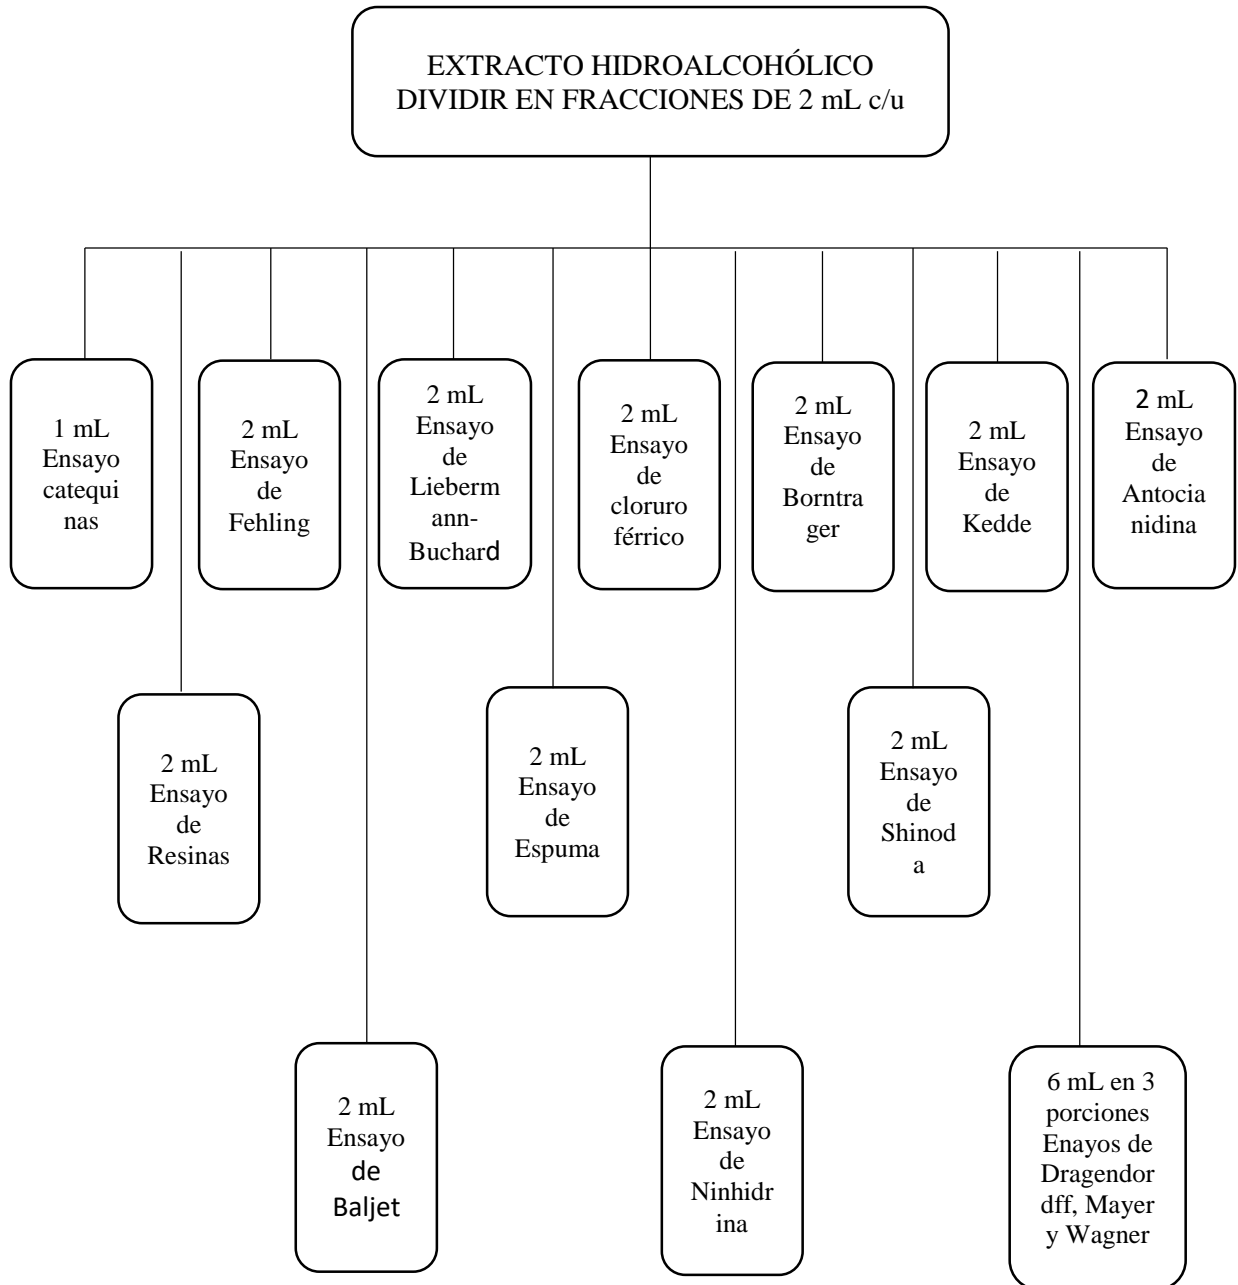 EXTRACTO HIDROALCOHÓLICO
DIVIDIR EN FRACCIONES DE 2 mL c/u
1 mL
Ensayo
catequi
nas
2 mL
Ensayo
de
Fehling
2 mL
Ensayo
de
Lieberm
ann-
Buchard
2 mL
Ensayo
de
cloruro
férrico
2 mL
Ensayo
de
Borntra
ger
2 mL
Ensayo
de
Kedde
2 mL
Ensayo
de
Antocia
nidina
2 mL
Ensayo
de
Resinas
2 mL
Ensayo
de
Espuma
2 mL
Ensayo
de
Shinod
a
2 mL
Ensayo
de
Baljet
2 mL
Ensayo
de
Ninhidr
ina
6 mL en 3
porciones
Enayos de
Dragendor
dff, Mayer
y Wagner